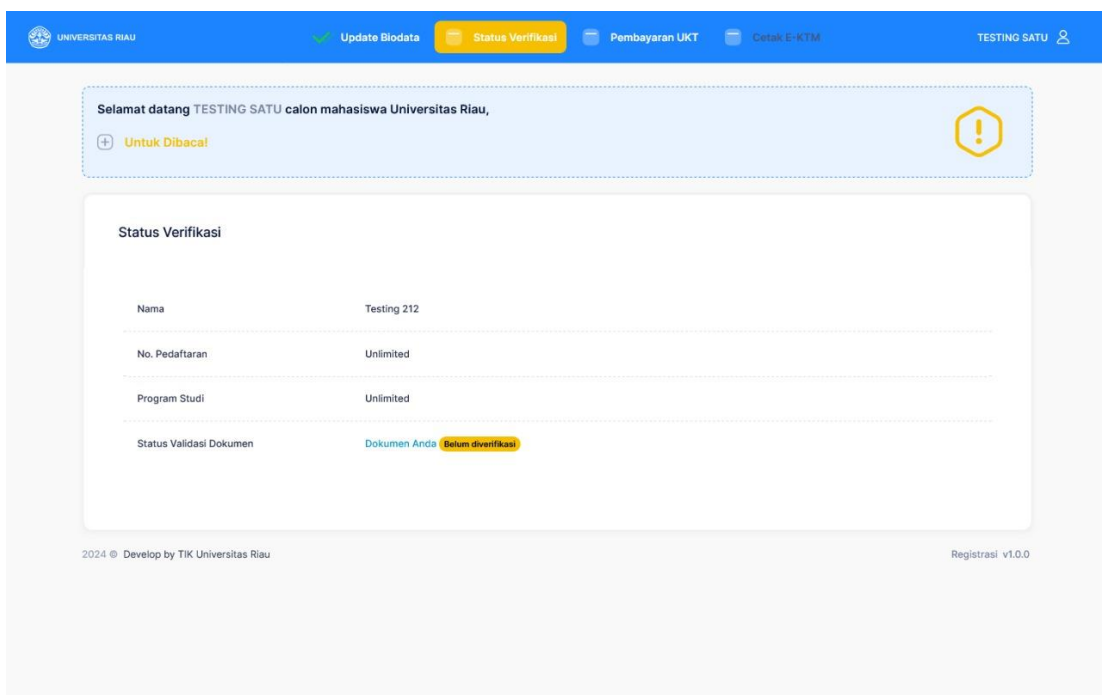 UNIVERSITAS RIAU
Update Biodata
Status Verifikasi
Pembayaran UKT
Cetak E-KTM
TESTING SATU
Selamat datang TESTING SATU calon mahasiswa Universitas Riau,
Untuk Dibaca!
Status Verifikasi
Nama Testing 212
No. Pedaftaran Unlimited
Program Studi Unlimited
Status Validasi Dokumen Dokumen Anda Belum diverifikasi
2024 © Develop by TIK Universitas Riau
Registrasi v1.0.0